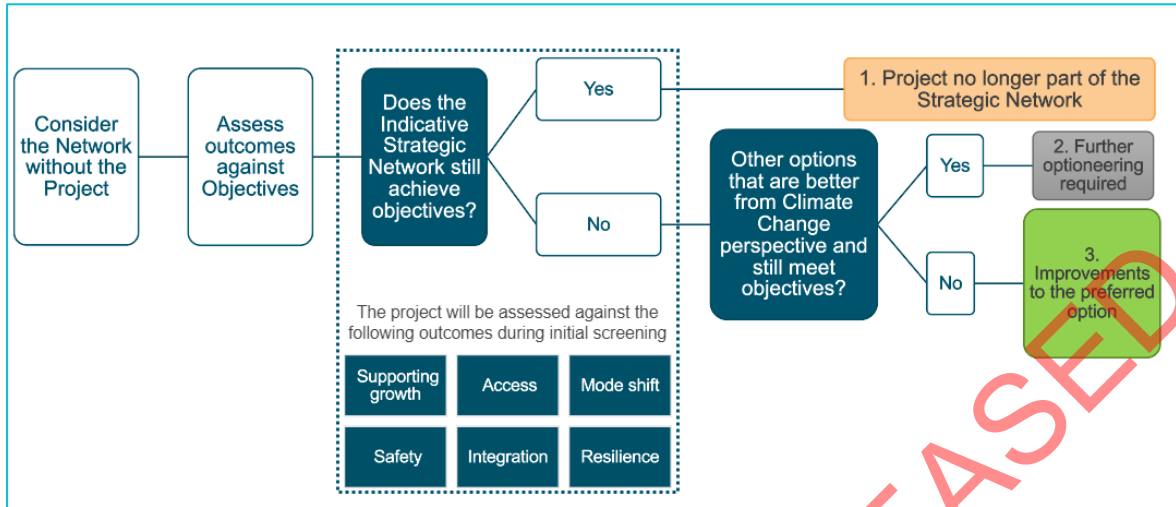 Consider
the Network
without the
Project
Assess
outcomes
against
Objectives
Does the
Indicative
Strategic
Network still
achieve
objectives?
Yes
No
1. Project no longer part of the
Strategic Network
Other options
that are better
from Climate
Change
perspective and
still meet
objectives?
Yes
No
2. Further
optioneering
required
3.
Improvements
to the preferred
option
The project will be assessed against the
following outcomes during initial screening
Supporting
growth
Access
Mode shift
Safety
Integration
Resilience
EASED